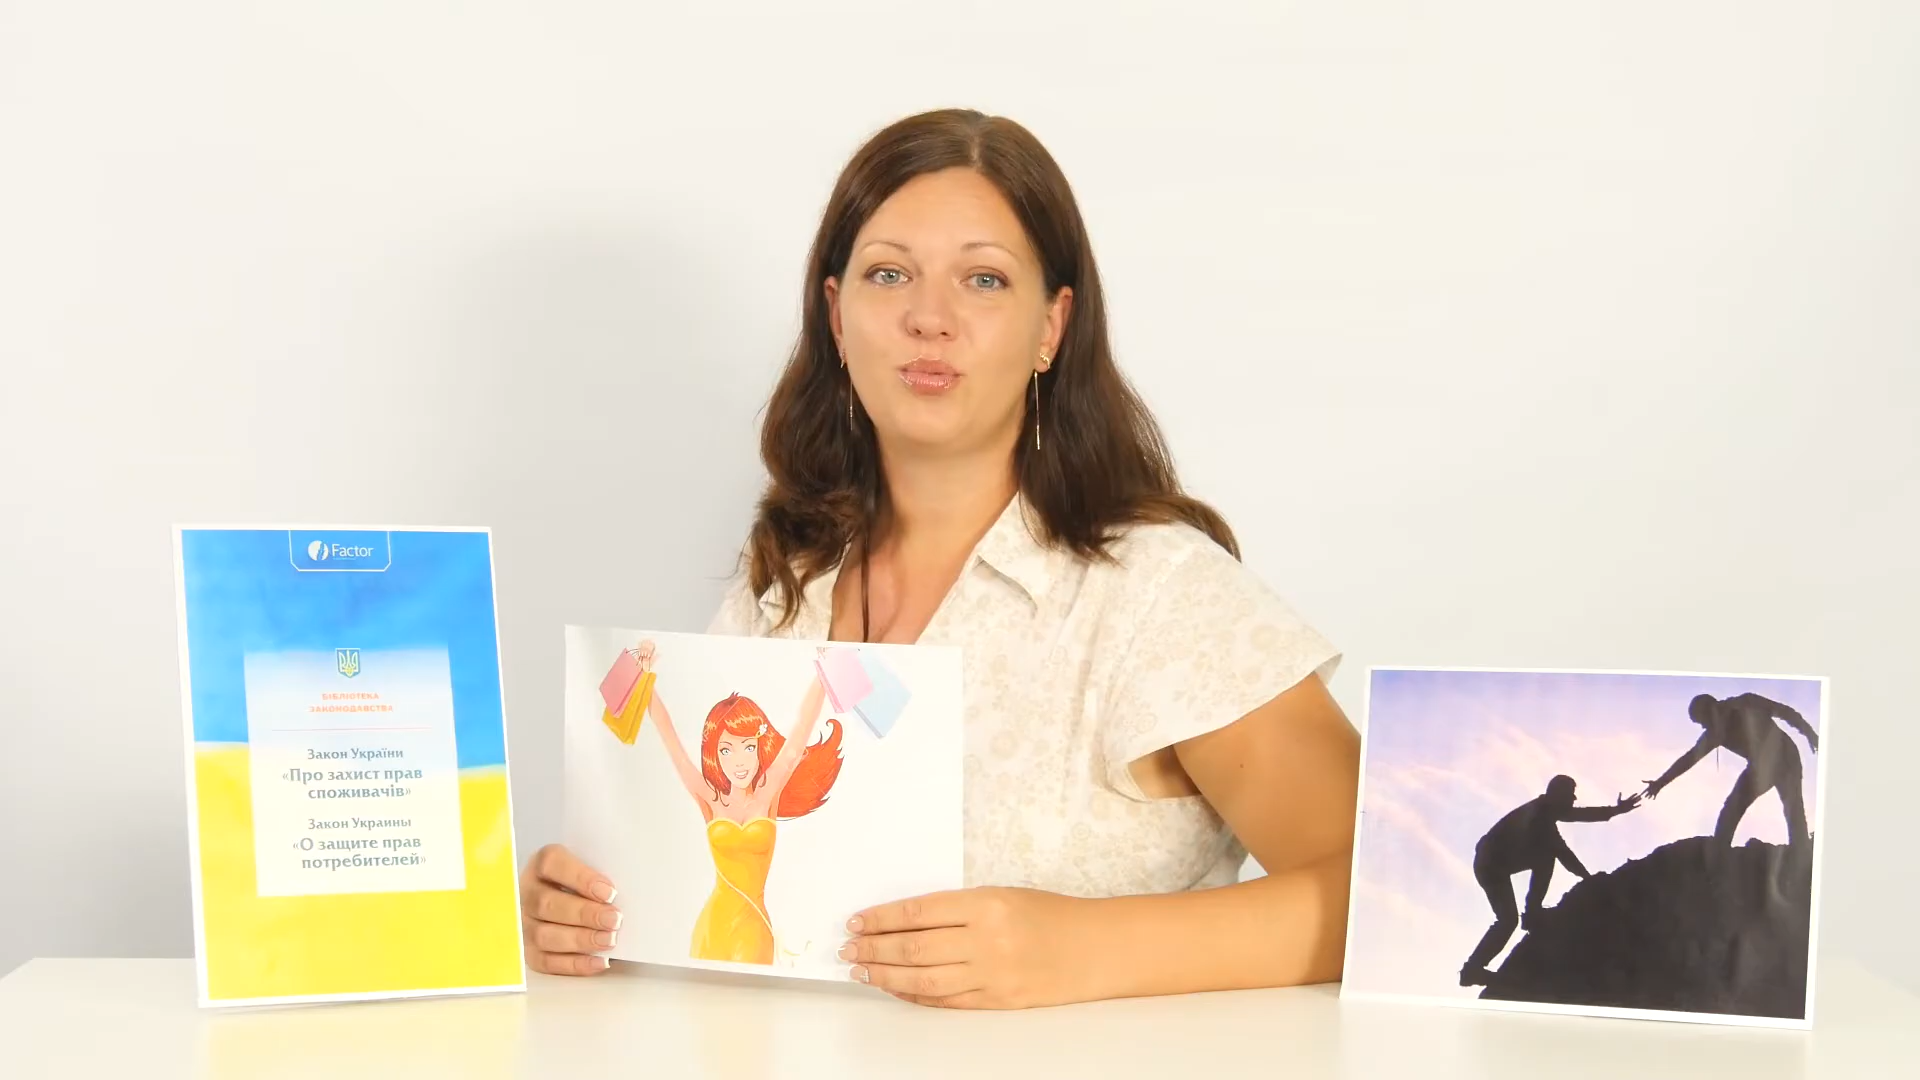 Factor
БІБЛІОТЕКА
ЗАКОНОДАВСТВА
Закон України
«Про захист прав
споживачів»
Закон Украины
«О защите прав
потребителей»